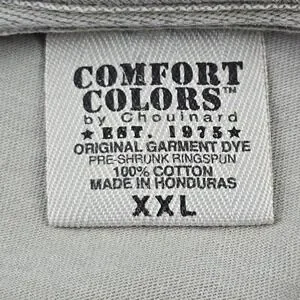 COMFORT
COLORS™
by Chouinard
★ EST. 1975 ★
ORIGINAL GARMENT DYE
PRE-SHRUNK RINGSPUN
100% COTTON
MADE IN HONDURAS
XXL